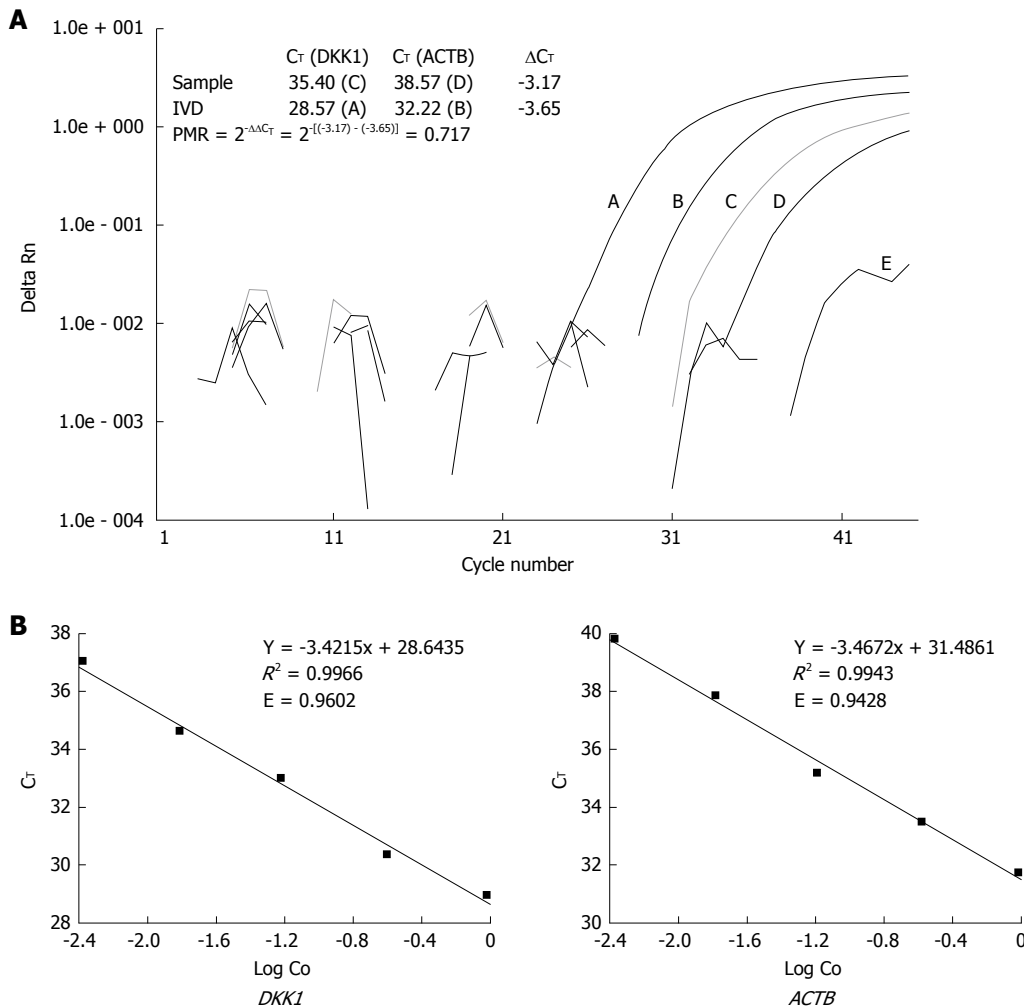 A
1.0e + 001
1.0e + 000
1.0e - 001
1.0e - 002
1.0e - 003
1.0e - 004
Delta Rn
CT (DKK1) CT (ACTB) ΔCT
Sample 35.40 (C) 38.57 (D) -3.17
IVD 28.57 (A) 32.22 (B) -3.65
PMR = 2^-ΔΔCT = 2^-[(-3.17) - (-3.65)] = 0.717
A B C D E
1 11 21 31 41
Cycle number
B
38
36
34
32
30
28
CT
Y = -3.4215x + 28.6435
R² = 0.9966
E = 0.9602
-2.4 -2.0 -1.6 -1.2 -0.8 -0.4 0
Log Co
DKK1
40
38
36
34
32
30
CT
Y = -3.4672x + 31.4861
R² = 0.9943
E = 0.9428
-2.4 -2.0 -1.6 -1.2 -0.8 -0.4 0
Log Co
ACTB